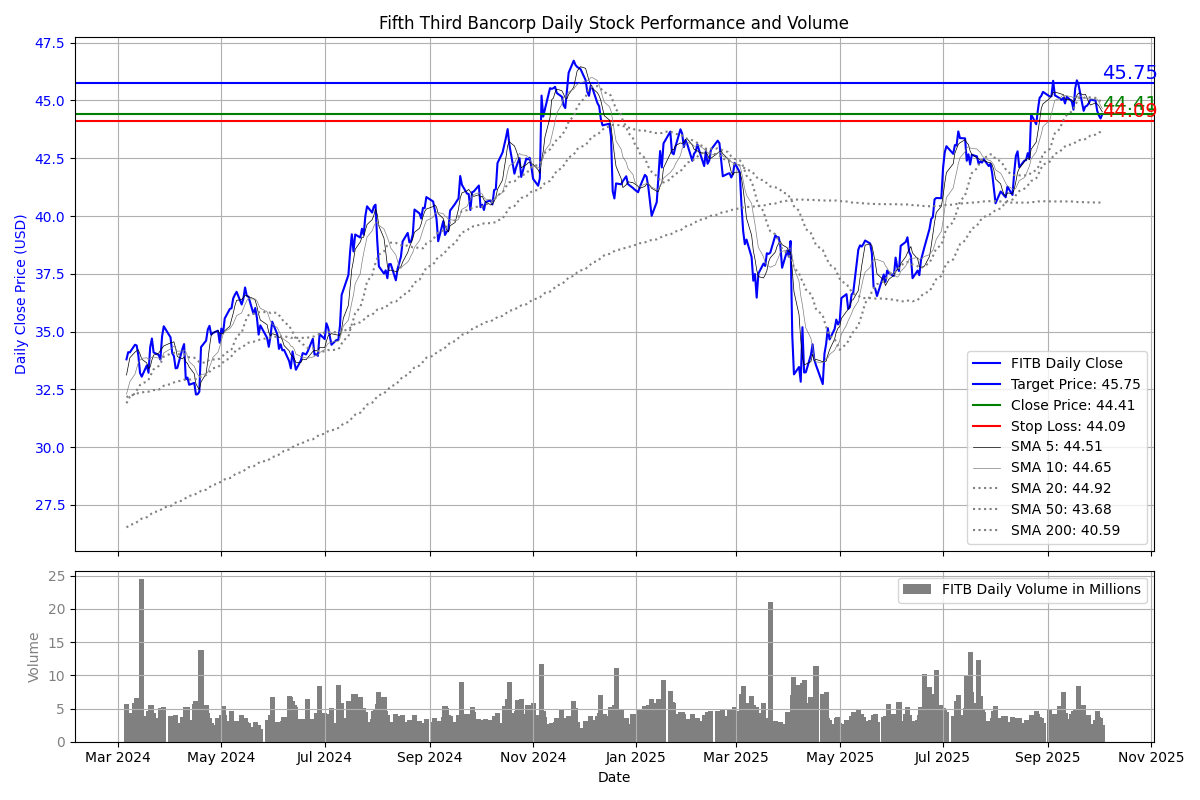 Fifth Third Bancorp Daily Stock Performance and Volume
Daily Close Price (USD)
47.5
45.0
42.5
40.0
37.5
35.0
32.5
30.0
27.5
45.75
44.41
44.09
FITB Daily Close
Target Price: 45.75
Close Price: 44.41
Stop Loss: 44.09
SMA 5: 44.51
SMA 10: 44.65
SMA 20: 44.92
SMA 50: 43.68
SMA 200: 40.59
Volume
25
20
15
10
5
0
FITB Daily Volume in Millions
Mar 2024 May 2024 Jul 2024 Sep 2024 Nov 2024 Jan 2025 Mar 2025 May 2025 Jul 2025 Sep 2025 Nov 2025
Date